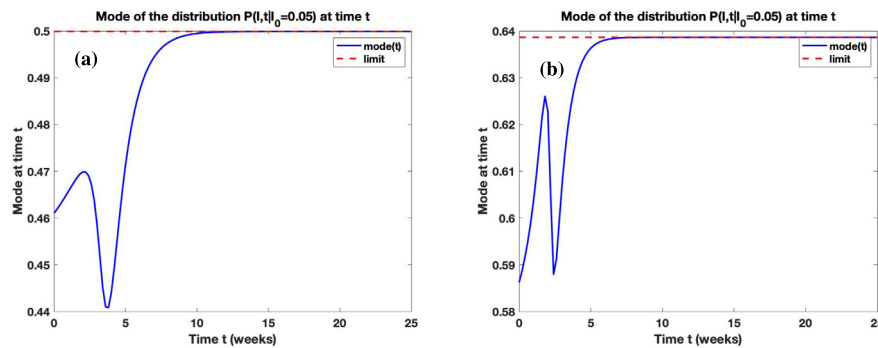 Mode of the distribution P(I,t|I0=0.05) at time t
(a)
mode(t)
limit
Mode at time t
0.5
0.49
0.48
0.47
0.46
0.45
0.44
0 5 10 15 20 25
Time t (weeks)
Mode of the distribution P(I,t|I0=0.05) at time t
(b)
mode(t)
limit
Mode at time t
0.64
0.63
0.62
0.61
0.6
0.59
0.58
0 5 10 15 20 25
Time t (weeks)